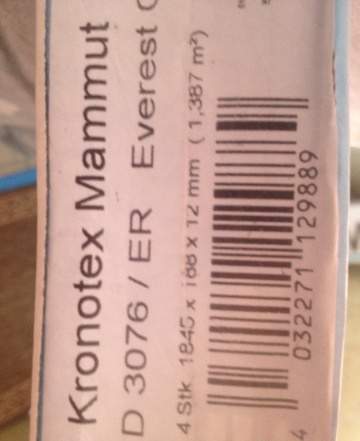 Kronotex Mammut
D 3076 / ER Everest
4 Stk 1845 x 188 x 12 mm ( 1,387 m²)
4 032271 129889